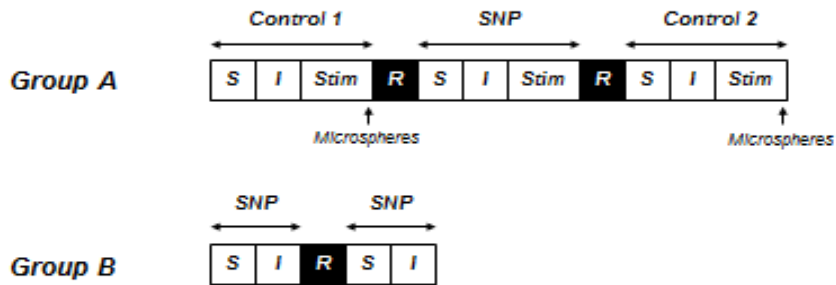 Control 1 SNP Control 2
Group A S I Stim R S I Stim R S I Stim
Microspheres Microspheres
SNP SNP
Group B S I R S I